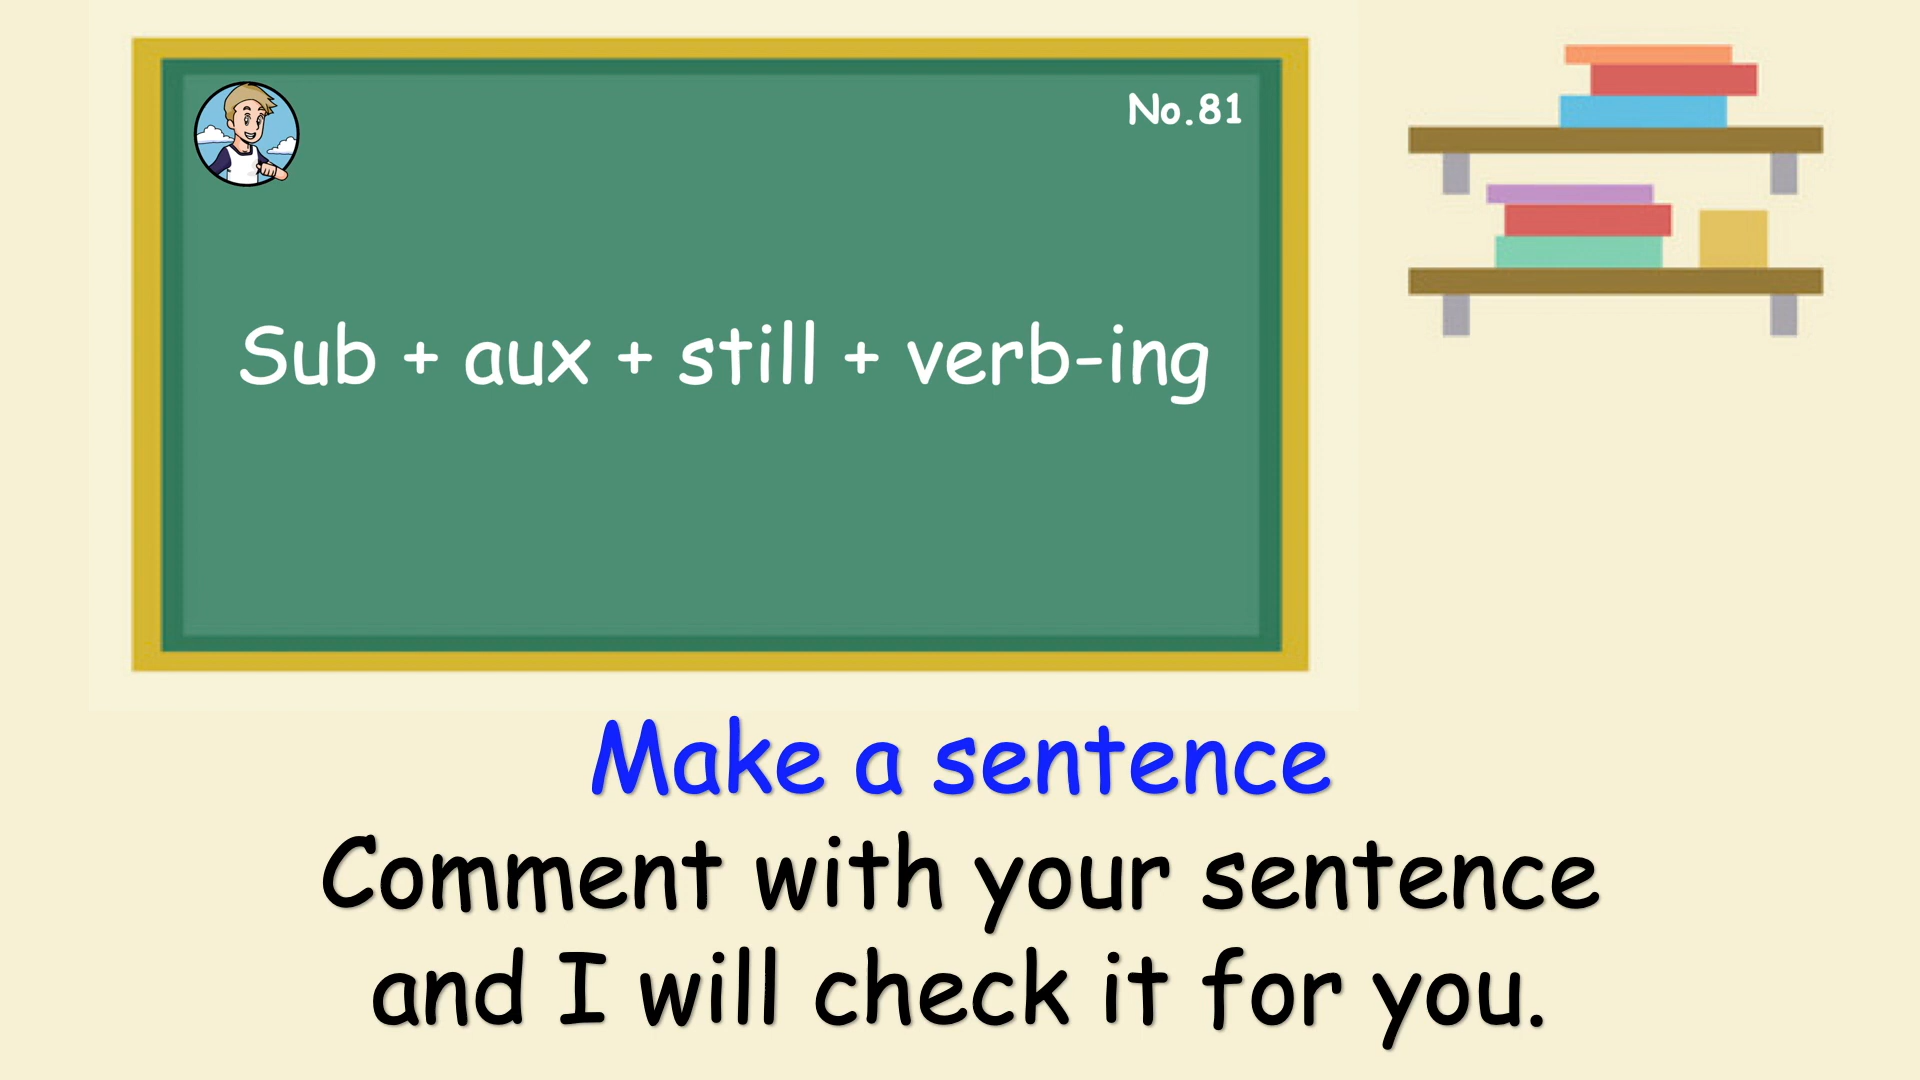 No.81
Sub + aux + still + verb-ing
Make a sentence
Comment with your sentence
and I will check it for you.